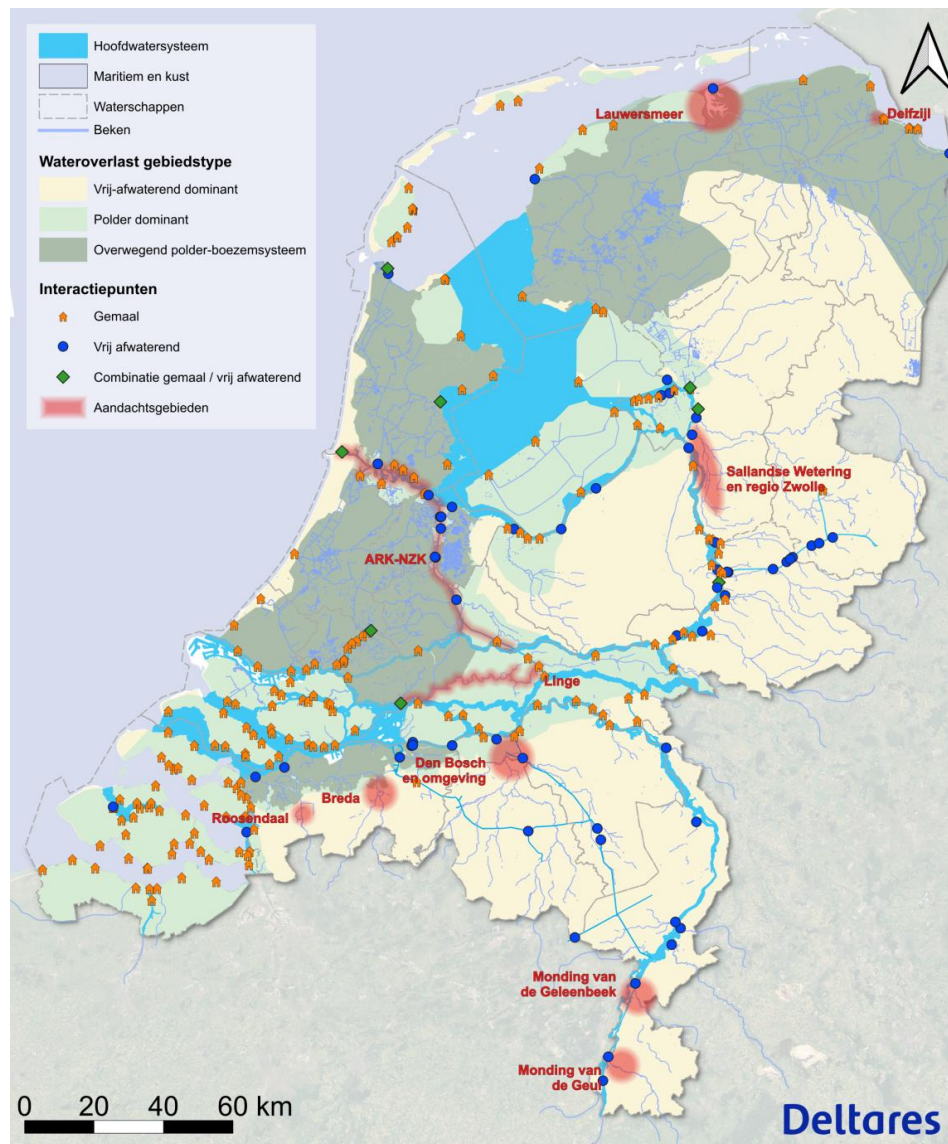 Hoofdwatersysteem
Maritiem en kust
Waterschappen
Beken
Wateroverlast gebiedstype
Vrij-afwaterend dominant
Polder dominant
Overwegend polder-boezemsysteem
Interactiepunten
Gemaal
Vrij afwaterend
Combinatie gemaal / vrij afwaterend
Aandachtsgebieden
Lauwersmeer
Delfzijl
Sallandse Wetering
en regio Zwolle
ARK-NZK
Linge
Den Bosch
en omgeving
Breda
Roosendaal
Monding van
de Geleenbeek
Monding van
de Geul
0 20 40 60 km
Deltares